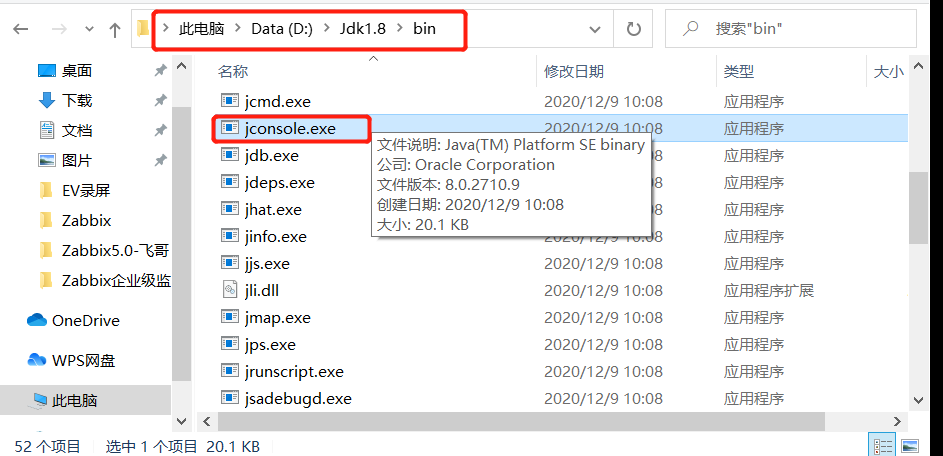 此电脑 > Data (D:) > Jdk1.8 > bin
搜索"bin"
桌面
下载
文档
图片
EV录屏
Zabbix
Zabbix5.0-飞哥
Zabbix企业级监
OneDrive
WPS网盘
此电脑
名称 修改日期 类型 大小
jcmd.exe 2020/12/9 10:08 应用程序
jconsole.exe 2020/12/9 10:08 应用程序
jdb.exe 应用程序
jdeps.exe 应用程序
jhat.exe 应用程序
jinfo.exe 2020/12/9 10:08 应用程序
jjs.exe 2020/12/9 10:08 应用程序
jli.dll 2020/12/9 10:08 应用程序扩展
jmap.exe 2020/12/9 10:08 应用程序
jps.exe 2020/12/9 10:08 应用程序
jrunscript.exe 2020/12/9 10:08 应用程序
jsadebugd.exe 2020/12/9 10:08 应用程序
文件说明: Java(TM) Platform SE binary
公司: Oracle Corporation
文件版本: 8.0.2710.9
创建日期: 2020/12/9 10:08
大小: 20.1 KB
52 个项目 选中 1 个项目 20.1 KB